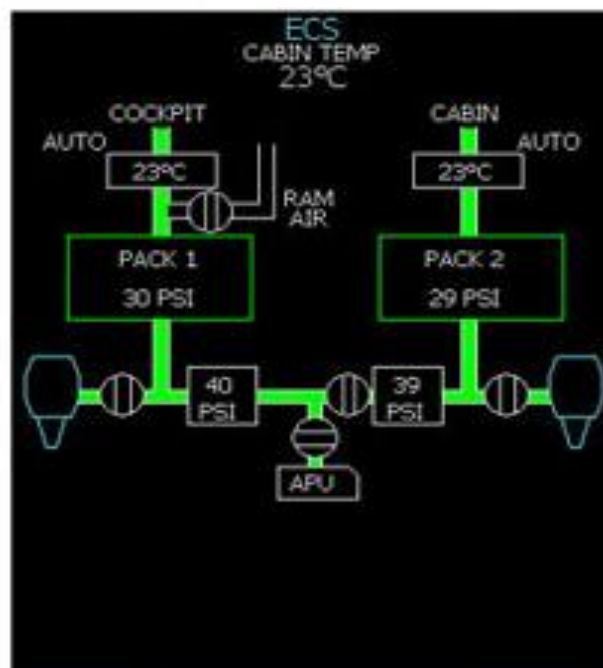 ECS
CABIN TEMP
23°C
COCKPIT
CABIN
AUTO
AUTO
23°C
23°C
RAM
AIR
PACK 1
PACK 2
30 PSI
29 PSI
40
PSI
39
PSI
APU